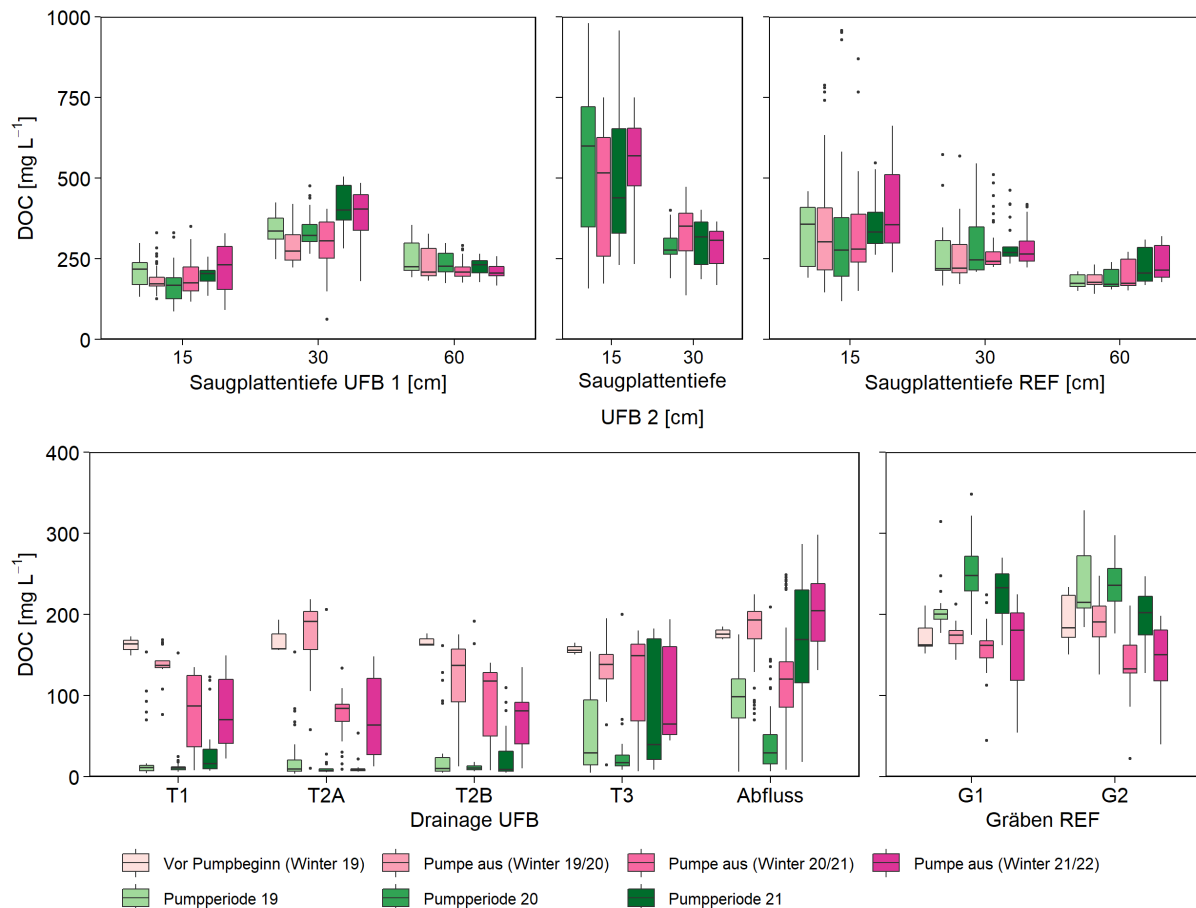 1000
750
500
250
0
DOC [mg L⁻¹]
15 30 60
Saugplattentiefe UFB 1 [cm]
15 30
Saugplattentiefe
UFB 2 [cm]
15 30 60
Saugplattentiefe REF [cm]
400
300
200
100
0
DOC [mg L⁻¹]
T1 T2A T2B T3 Abfluss
Drainage UFB
G1 G2
Gräben REF
Vor Pumpbeginn (Winter 19) Pumpe aus (Winter 19/20) Pumpe aus (Winter 20/21) Pumpe aus (Winter 21/22)
Pumpperiode 19 Pumpperiode 20 Pumpperiode 21